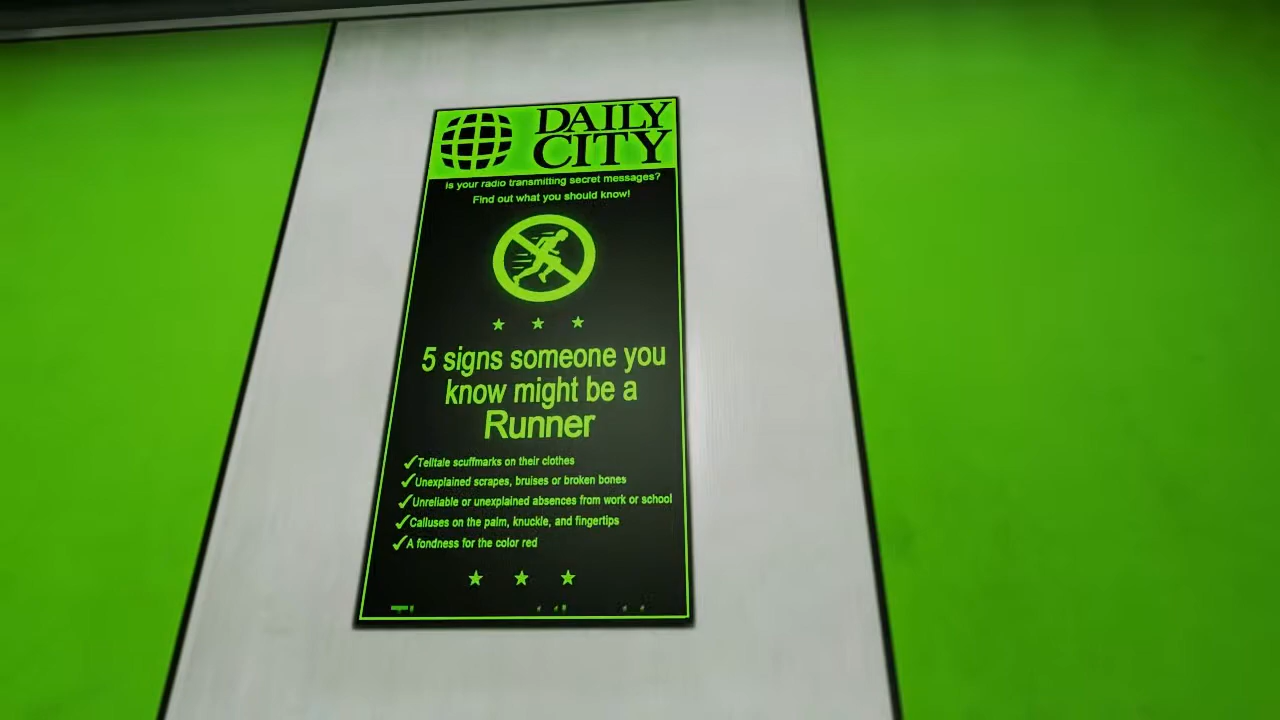 DAILY
CITY
Is your radio transmitting secret messages?
Find out what you should know!
5 signs someone you
know might be a
Runner
Telltale scuffmarks on their clothes
Unexplained scrapes, bruises or broken bones
Unreliable or unexplained absences from work or school
Calluses on the palm, knuckle, and fingertips
A fondness for the color red